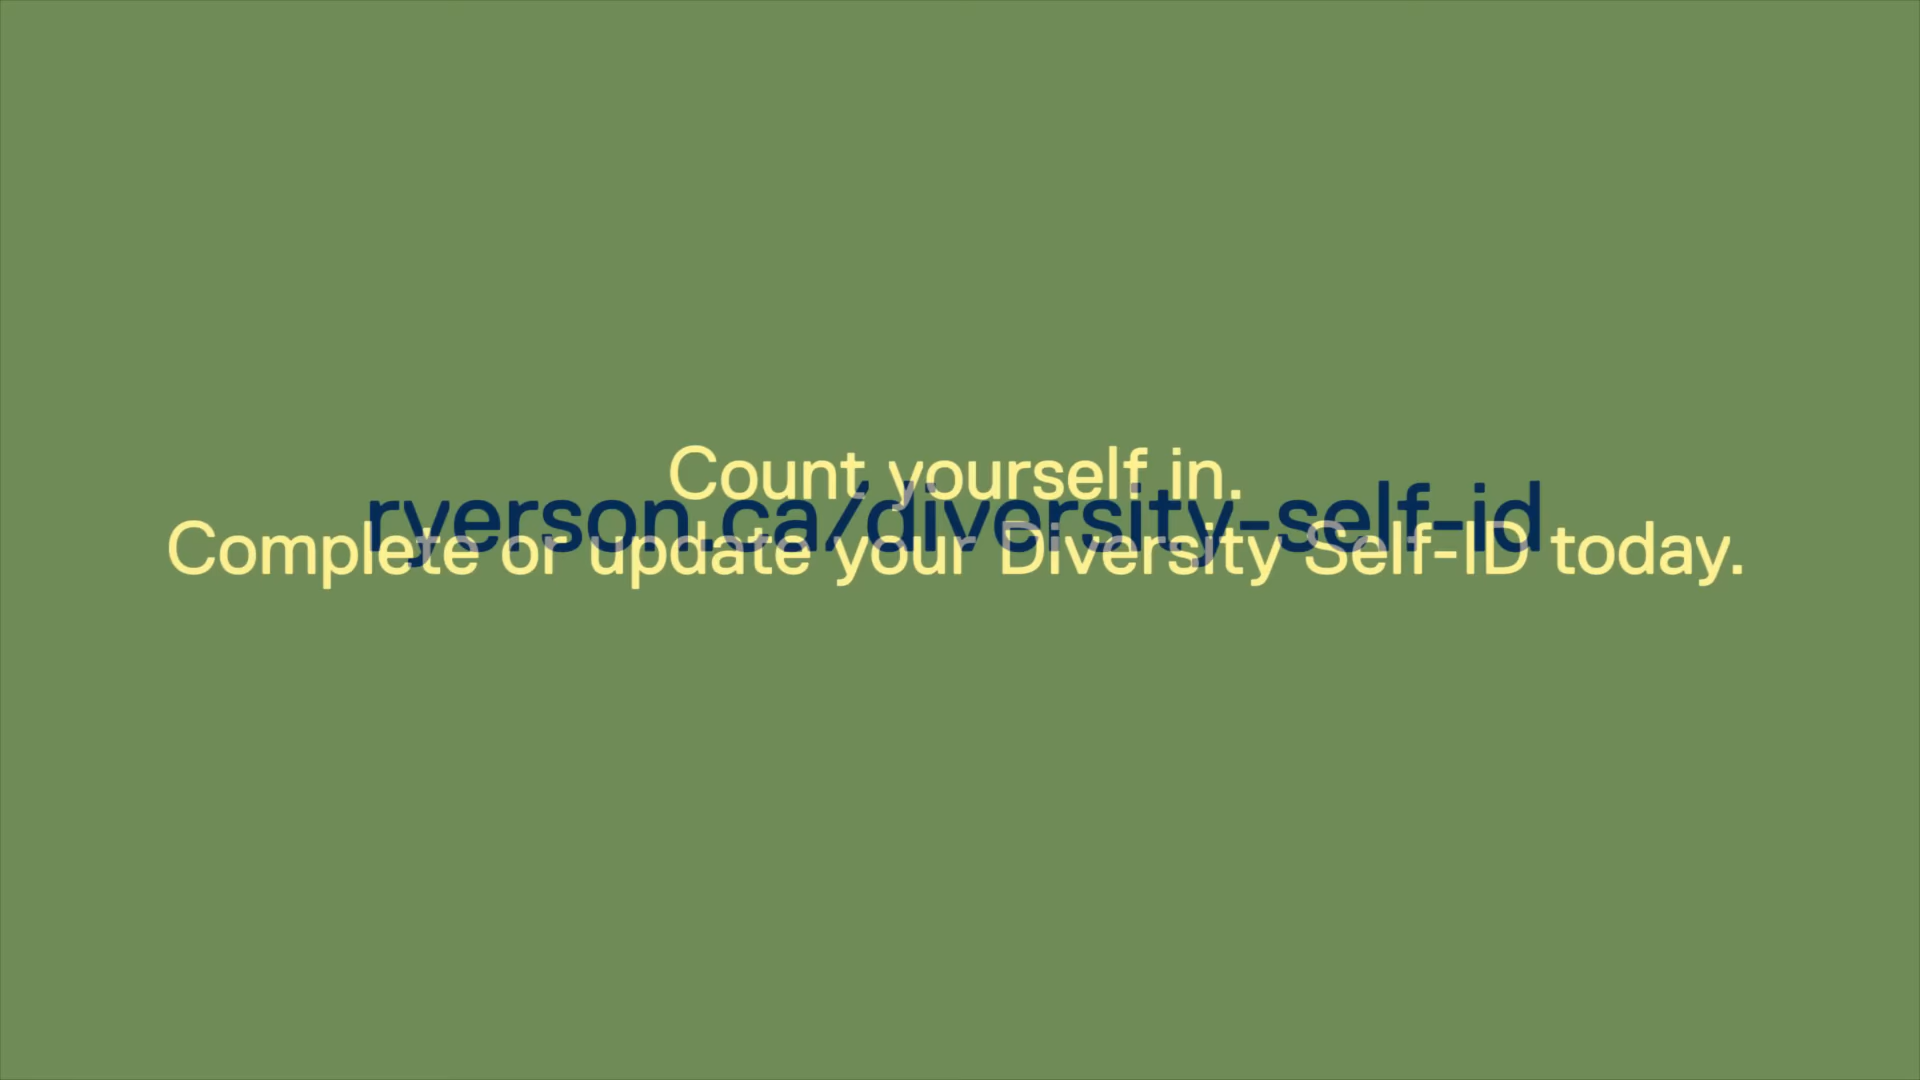 Count yourself in.
ryerson.ca/diversity-self-id
Complete or update your Diversity Self-ID today.